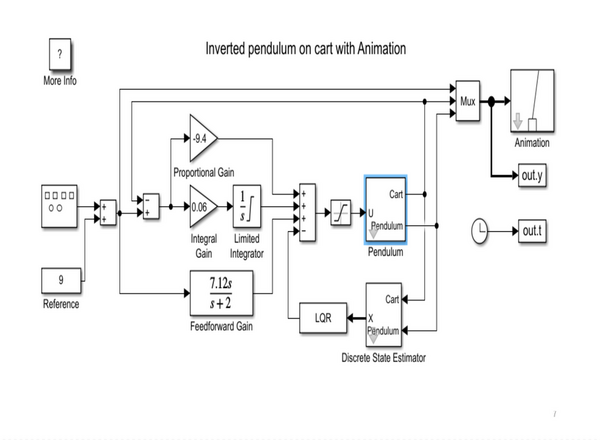 Inverted pendulum on cart with Animation
?
More Info
Mux
Animation
-9.4
Proportional Gain
out.y
Cart
+
+
-
+
0.06
1
s
+
+
+
-
U
Pendulum
out.t
Integral
Gain
Limited
Integrator
Pendulum
9
Reference
7.12s
s+2
Feedforward Gain
Cart
LQR
X
Pendulum
Discrete State Estimator